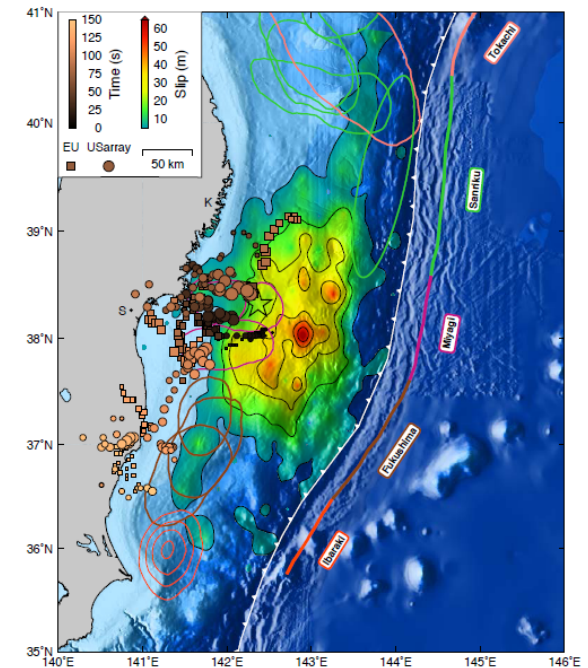 41°N
40°N
39°N
38°N
37°N
36°N
35°N
140°E
141°E
142°E
143°E
144°E
145°E
146°E
150
125
100
75
50
25
0
Time (s)
60
50
40
30
20
10
Slip (m)
EU USarray
50 km
K
S
Tokachi
Sanriku
Miyagi
Fukushima
Ibaraki